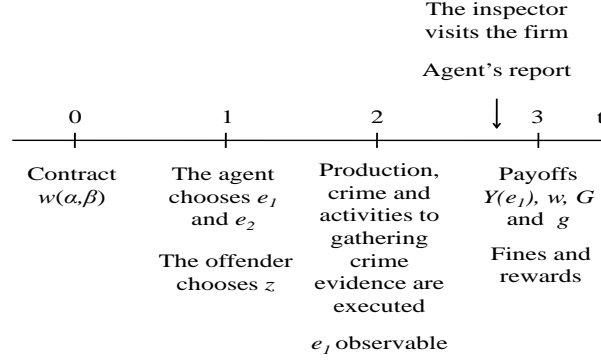 The inspector
visits the firm
Agent's report
0
1
2
3
t
Contract
w(α,β)
The agent
chooses e1
and e2
The offender
chooses z
Production,
crime and
activities to
gathering
crime
evidence are
executed
e1 observable
Payoffs
Y(e1), w, G
and g
Fines and
rewards